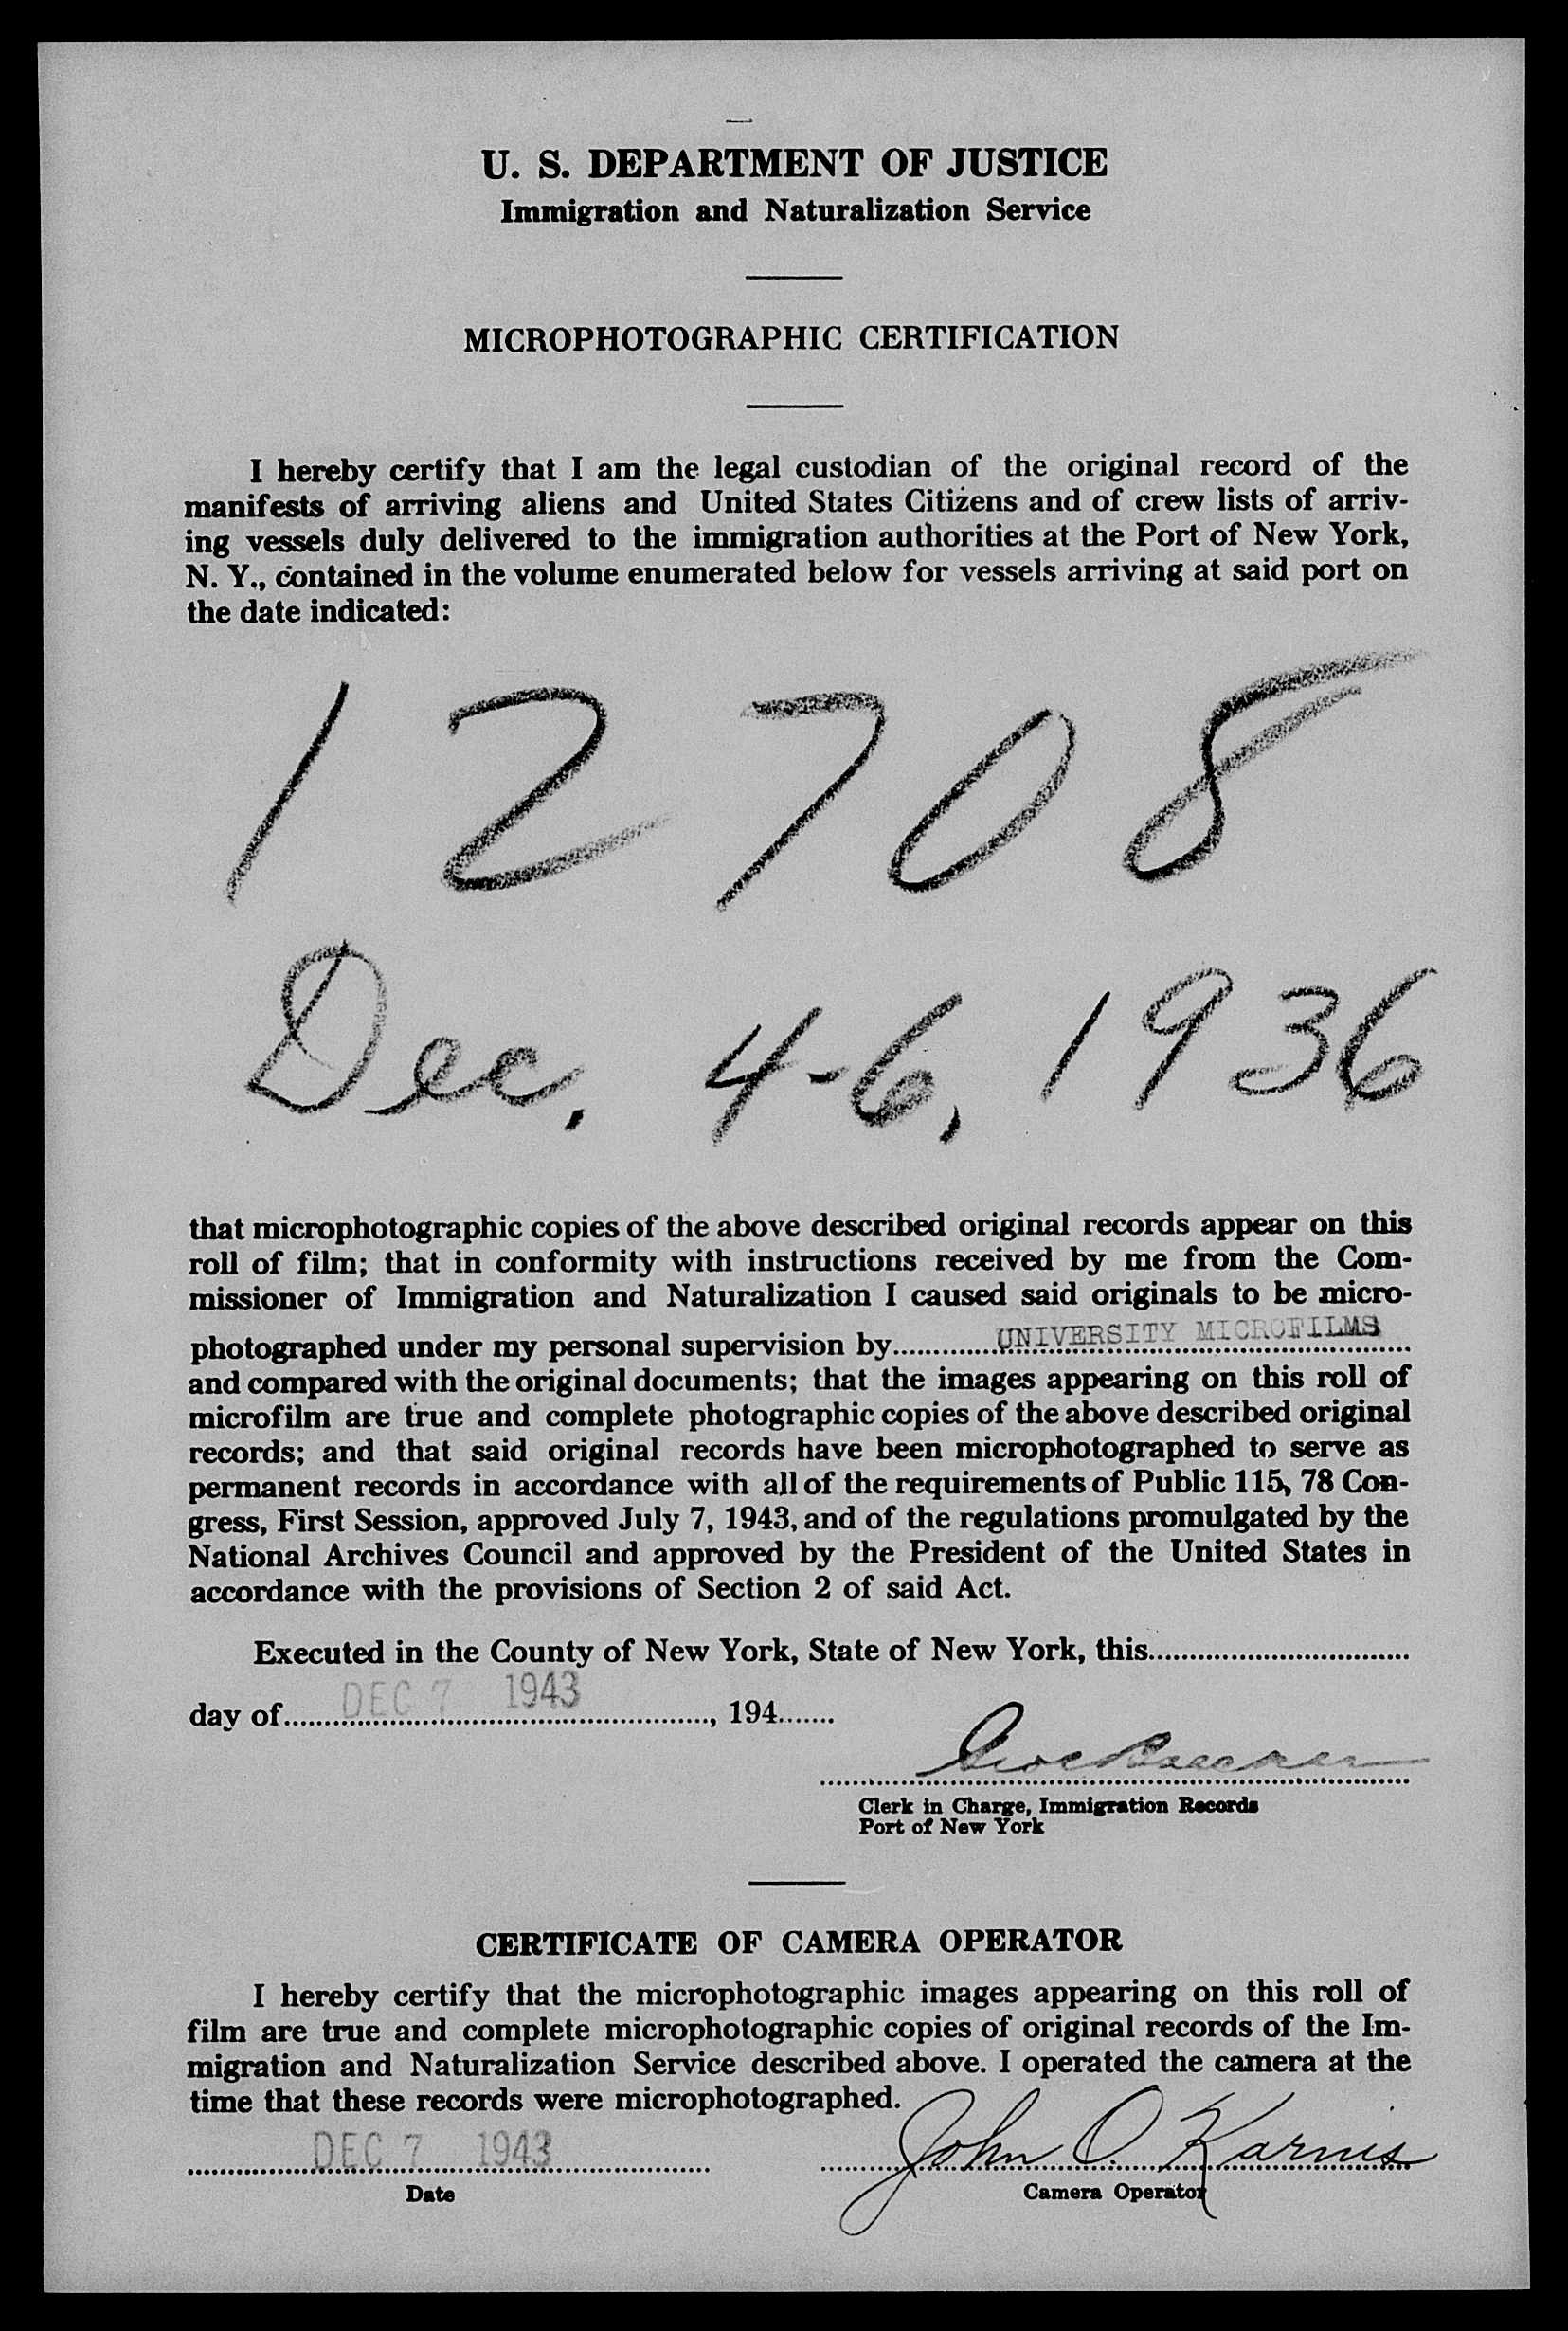 U. S. DEPARTMENT OF JUSTICE
Immigration and Naturalization Service
MICROPHOTOGRAPHIC CERTIFICATION
I hereby certify that I am the legal custodian of the original record of the
manifests of arriving aliens and United States Citizens and of crew lists of arriv-
ing vessels duly delivered to the immigration authorities at the Port of New York,
N. Y., contained in the volume enumerated below for vessels arriving at said port on
the date indicated:
12708
Dec. 4-6, 1936
that microphotographic copies of the above described original records appear on this
roll of film; that in conformity with instructions received by me from the Com-
missioner of Immigration and Naturalization I caused said originals to be micro-
photographed under my personal supervision by UNIVERSITY MICROFILMS
and compared with the original documents; that the images appearing on this roll of
microfilm are true and complete photographic copies of the above described original
records; and that said original records have been microphotographed to serve as
permanent records in accordance with all of the requirements of Public 115, 78 Con-
gress, First Session, approved July 7, 1943, and of the regulations promulgated by the
National Archives Council and approved by the President of the United States in
accordance with the provisions of Section 2 of said Act.
Executed in the County of New York, State of New York, this
day of DEC 7 1943, 194
Clerk in Charge, Immigration Records
Port of New York
CERTIFICATE OF CAMERA OPERATOR
I hereby certify that the microphotographic images appearing on this roll of
film are true and complete microphotographic copies of original records of the Im-
migration and Naturalization Service described above. I operated the camera at the
time that these records were microphotographed.
DEC 7 1943 John O. Karnis
Date Camera Operator